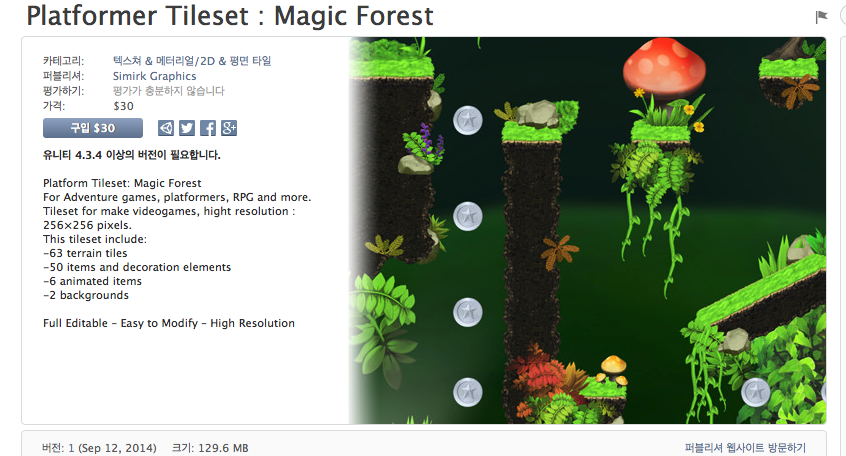 Platformer Tileset : Magic Forest
카테고리: 텍스쳐 & 메터리얼/2D & 평면 타일
퍼블리셔: Simirk Graphics
평가하기: 평가가 충분하지 않습니다
가격: $30
구입 $30
유니티 4.3.4 이상의 버전이 필요합니다.
Platform Tileset: Magic Forest
For Adventure games, platformers, RPG and more.
Tileset for make videogames, hight resolution :
256×256 pixels.
This tileset include:
-63 terrain tiles
-50 items and decoration elements
-6 animated items
-2 backgrounds
Full Editable - Easy to Modify - High Resolution
버전: 1 (Sep 12, 2014) 크기: 129.6 MB
퍼블리셔 웹사이트 방문하기